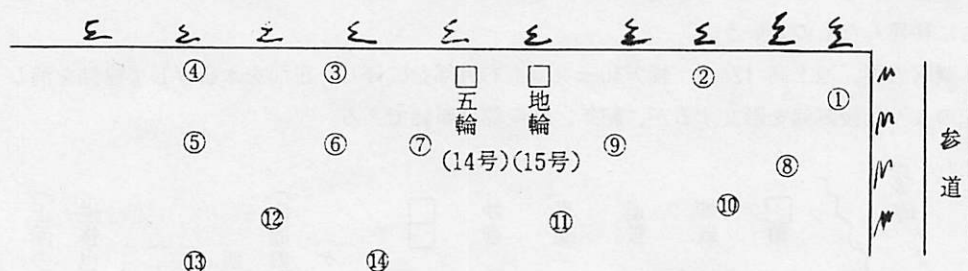 ④ ③ ②
①
五輪 地輪
⑤ ⑥ ⑦ (14号)(15号) ⑨
⑧
参道
⑫ ⑪ ⑩
⑬ ⑭